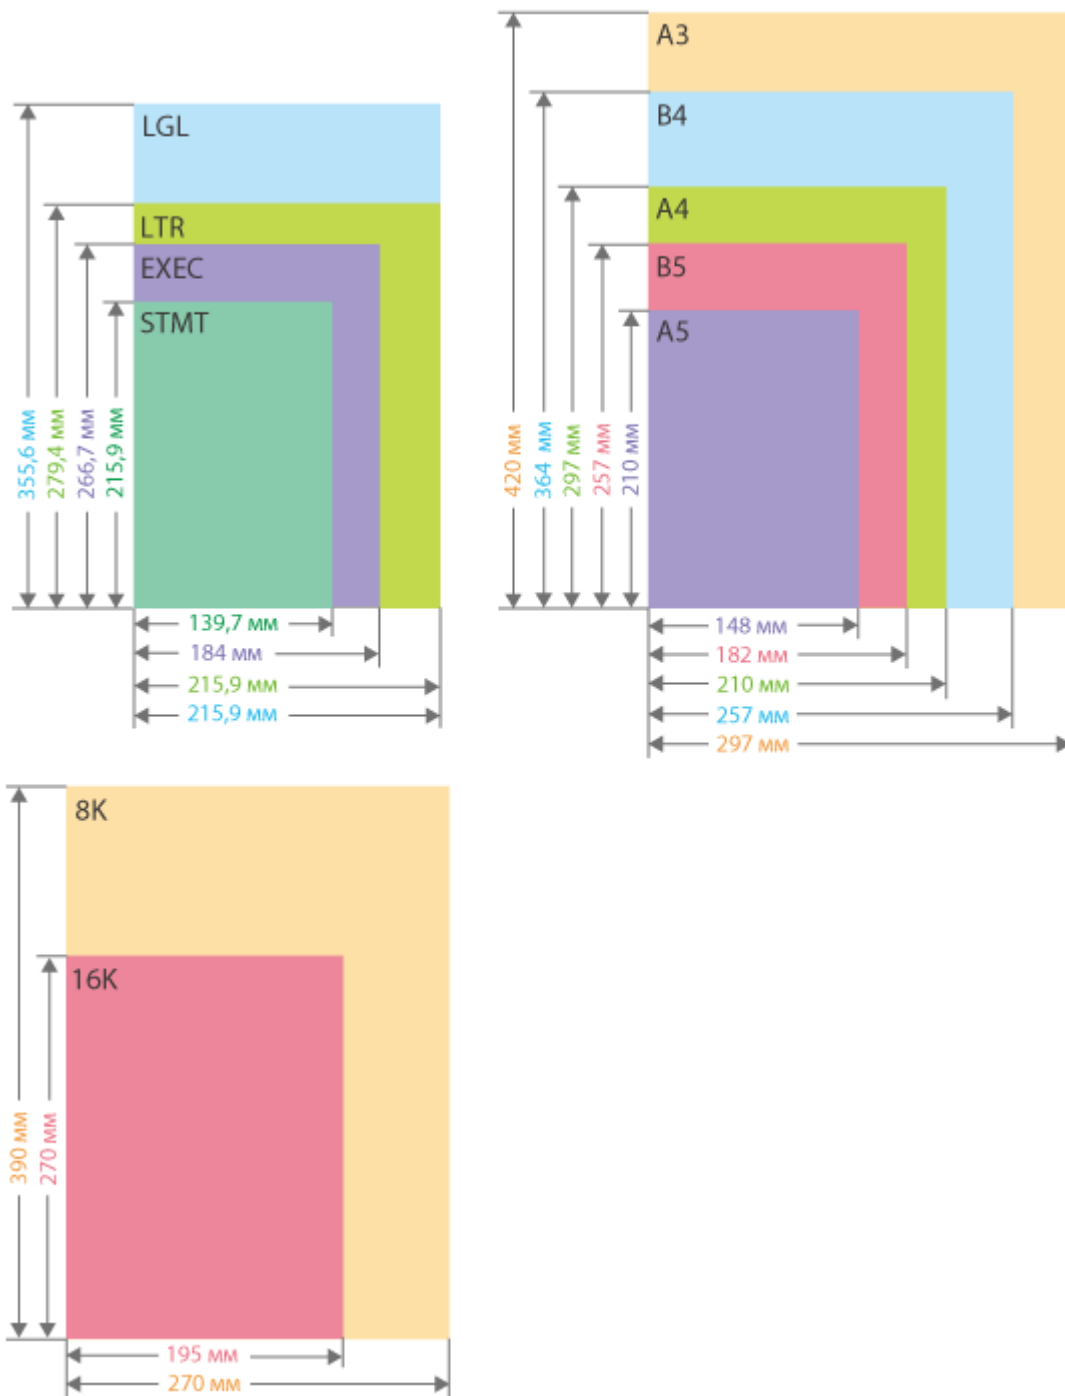 LGL
LTR
EXEC
STMT
355,6 мм
279,4 мм
266,7 мм
215,9 мм
139,7 мм
184 мм
215,9 мм
215,9 мм
A3
B4
A4
B5
A5
420 мм
364 мм
297 мм
257 мм
210 мм
148 мм
182 мм
210 мм
257 мм
297 мм
8K
16K
390 мм
270 мм
195 мм
270 мм